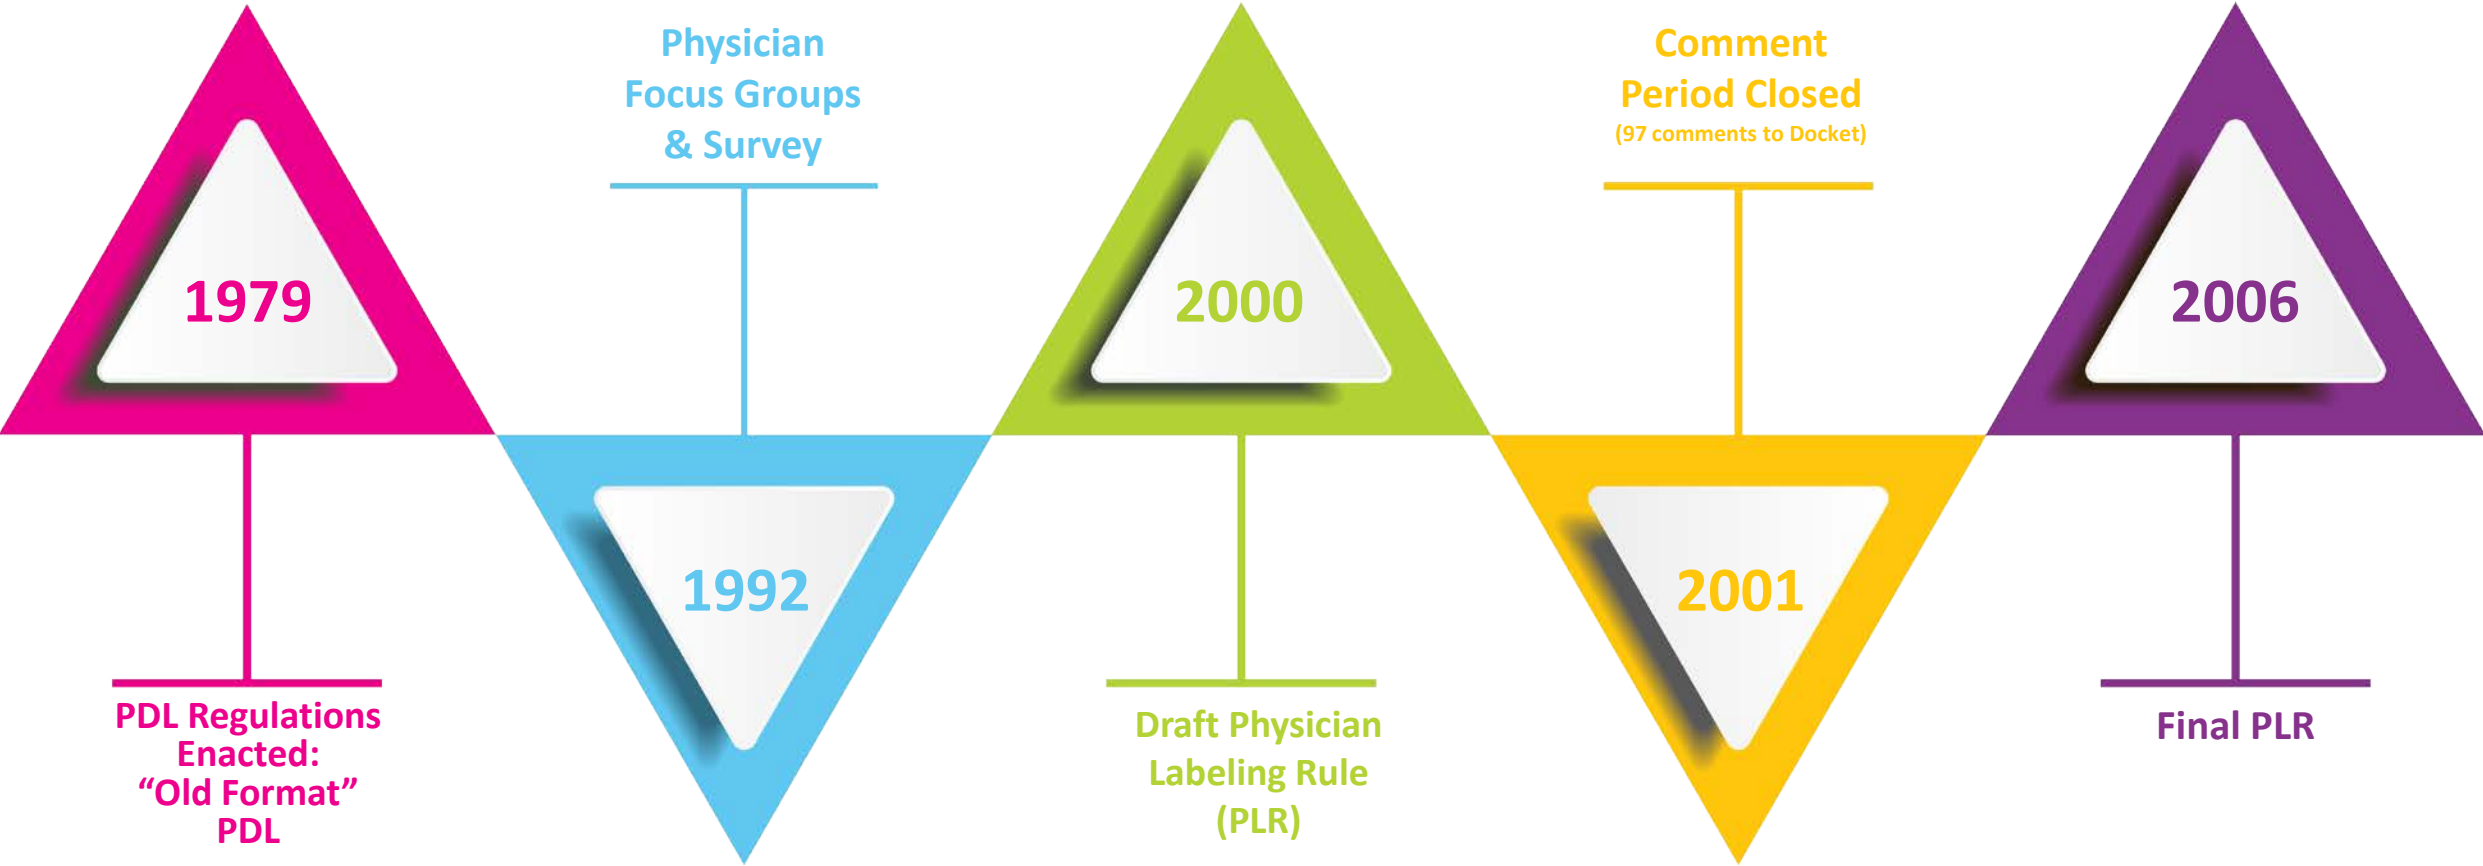 1979
PDL Regulations
Enacted:
“Old Format”
PDL
Physician
Focus Groups
& Survey
1992
2000
Draft Physician
Labeling Rule
(PLR)
Comment
Period Closed
(97 comments to Docket)
2001
2006
Final PLR